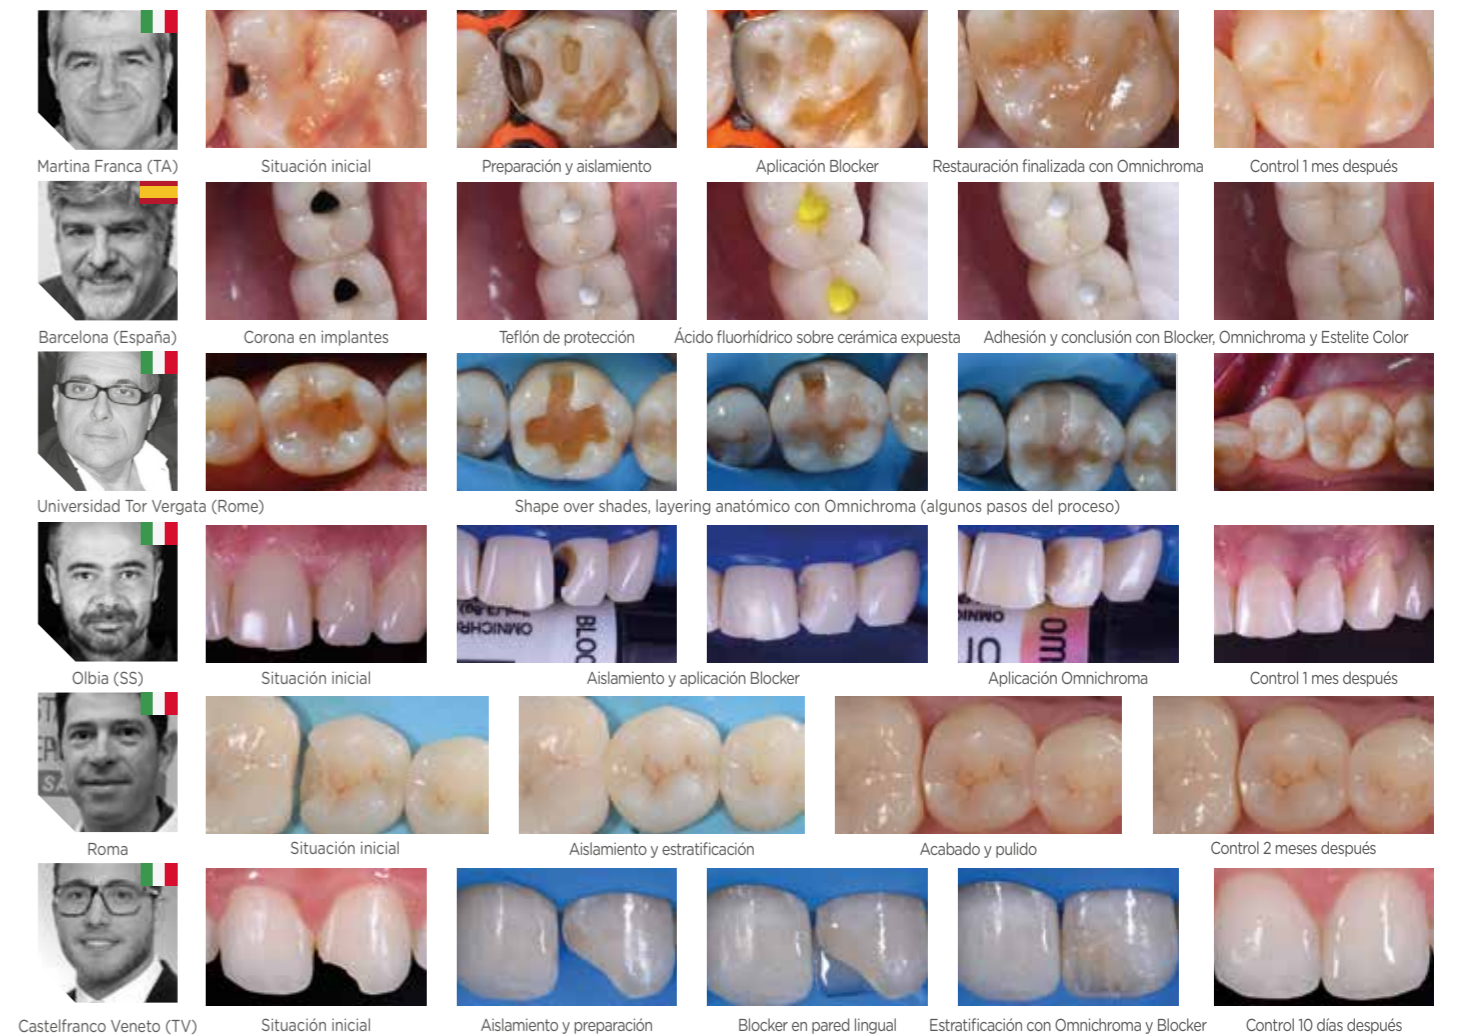 Martina Franca (TA)
Situación inicial
Preparación y aislamiento
Aplicación Blocker
Restauración finalizada con Omnichroma
Control 1 mes después
Barcelona (España)
Corona en implantes
Teflón de protección
Ácido fluorhídrico sobre cerámica expuesta
Adhesión y conclusión con Blocker, Omnichroma y Estelite Color
Universidad Tor Vergata (Rome)
Shape over shades, layering anatómico con Omnichroma (algunos pasos del proceso)
OMNICHR
BLOC
OMNIC
om
Olbia (SS)
Situación inicial
Aislamiento y aplicación Blocker
Aplicación Omnichroma
Control 1 mes después
SA
Roma
Situación inicial
Aislamiento y estratificación
Acabado y pulido
Control 2 meses después
Castelfranco Veneto (TV)
Situación inicial
Aislamiento y preparación
Blocker en pared lingual
Estratificación con Omnichroma y Blocker
Control 10 días después